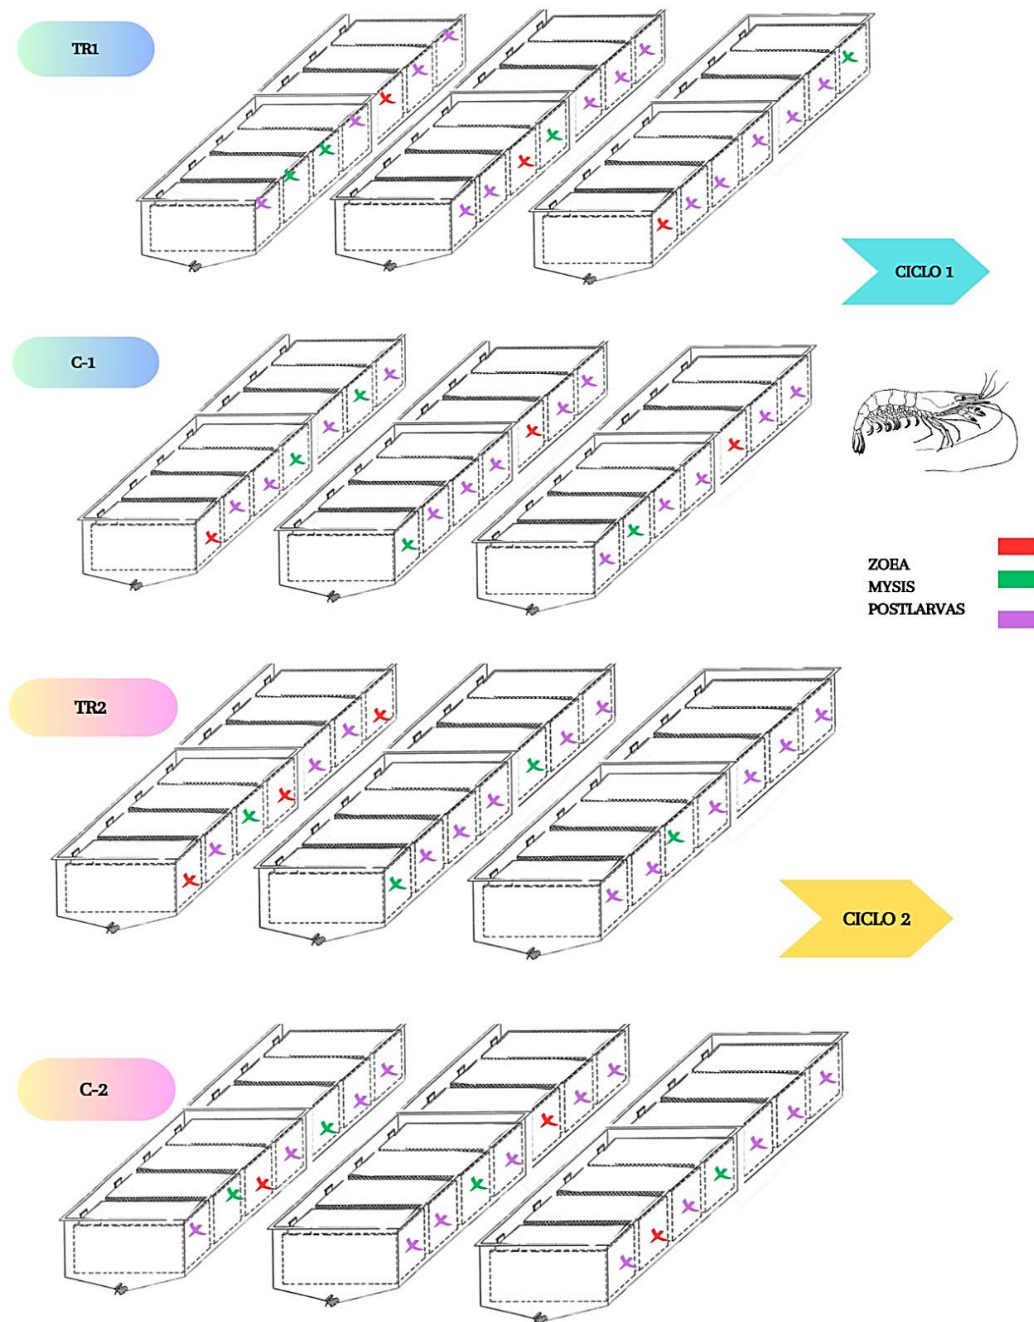 TR1
CICLO 1
C-1
ZOEA
MYSIS
POSTLARVAS
TR2
CICLO 2
C-2